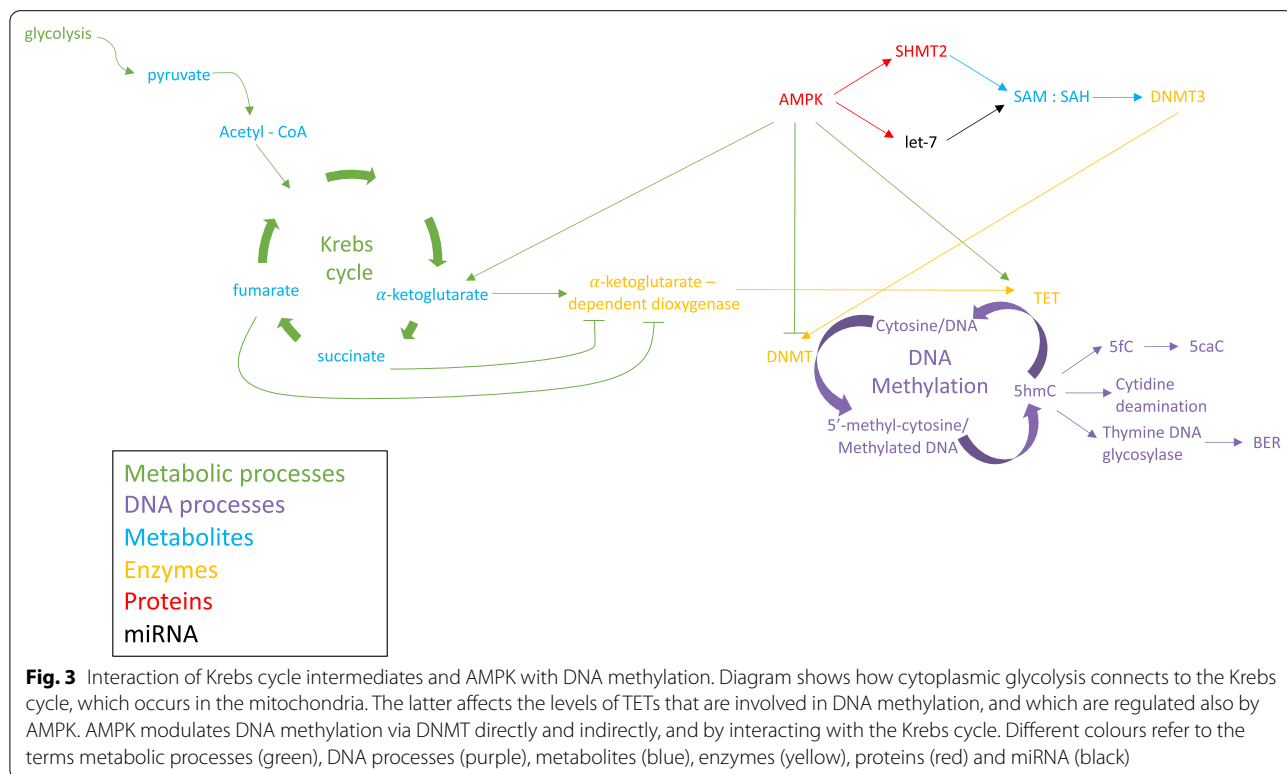 glycolysis
pyruvate
Acetyl - CoA
Krebs
cycle
fumarate
α-ketoglutarate
succinate
α-ketoglutarate –
dependent dioxygenase
AMPK
SHMT2
let-7
SAM : SAH
DNMT3
TET
DNMT
Cytosine/DNA
DNA
Methylation
5hmC
5′-methyl-cytosine/
Methylated DNA
5fC
5caC
Cytidine
deamination
Thymine DNA
glycosylase
BER
Metabolic processes
DNA processes
Metabolites
Enzymes
Proteins
miRNA
Fig. 3 Interaction of Krebs cycle intermediates and AMPK with DNA methylation. Diagram shows how cytoplasmic glycolysis connects to the Krebs
cycle, which occurs in the mitochondria. The latter affects the levels of TETs that are involved in DNA methylation, and which are regulated also by
AMPK. AMPK modulates DNA methylation via DNMT directly and indirectly, and by interacting with the Krebs cycle. Different colours refer to the
terms metabolic processes (green), DNA processes (purple), metabolites (blue), enzymes (yellow), proteins (red) and miRNA (black)